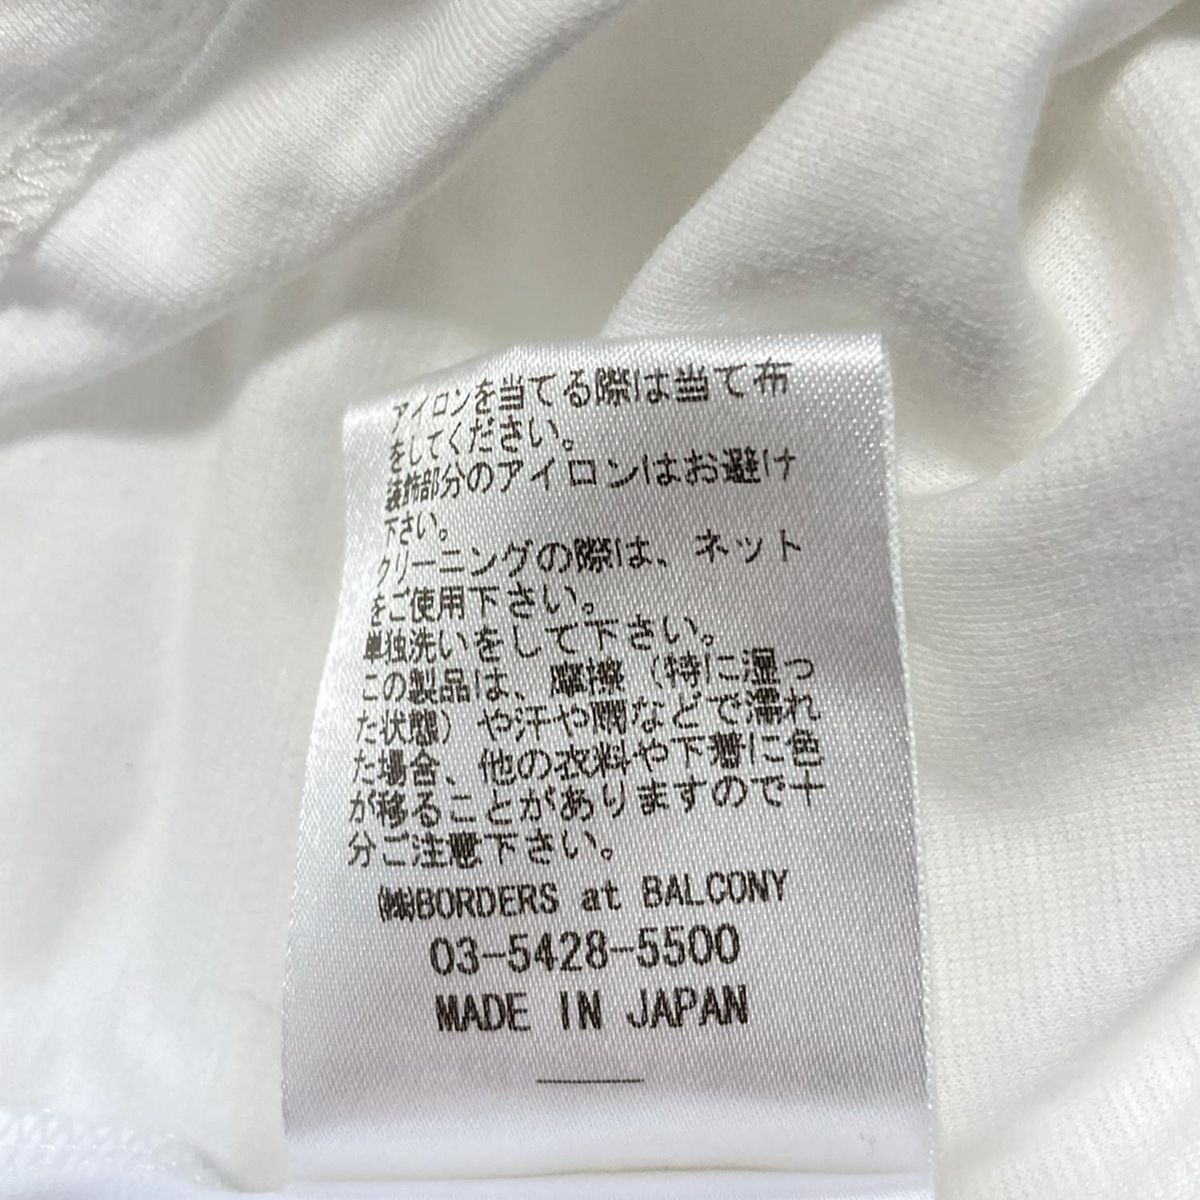 アイロンを当てる際は当て布
をしてください。
装飾部分のアイロンはお避け
下さい。
クリーニングの際は、ネット
をご使用下さい。
単独洗いをして下さい。
この製品は、摩擦（特に湿っ
た状態）や汗や雨などで濡れ
た場合、他の衣料や下着に色
が移ることがありますので十
分ご注意下さい。
㈱BORDERS at BALCONY
03-5428-5500
MADE IN JAPAN